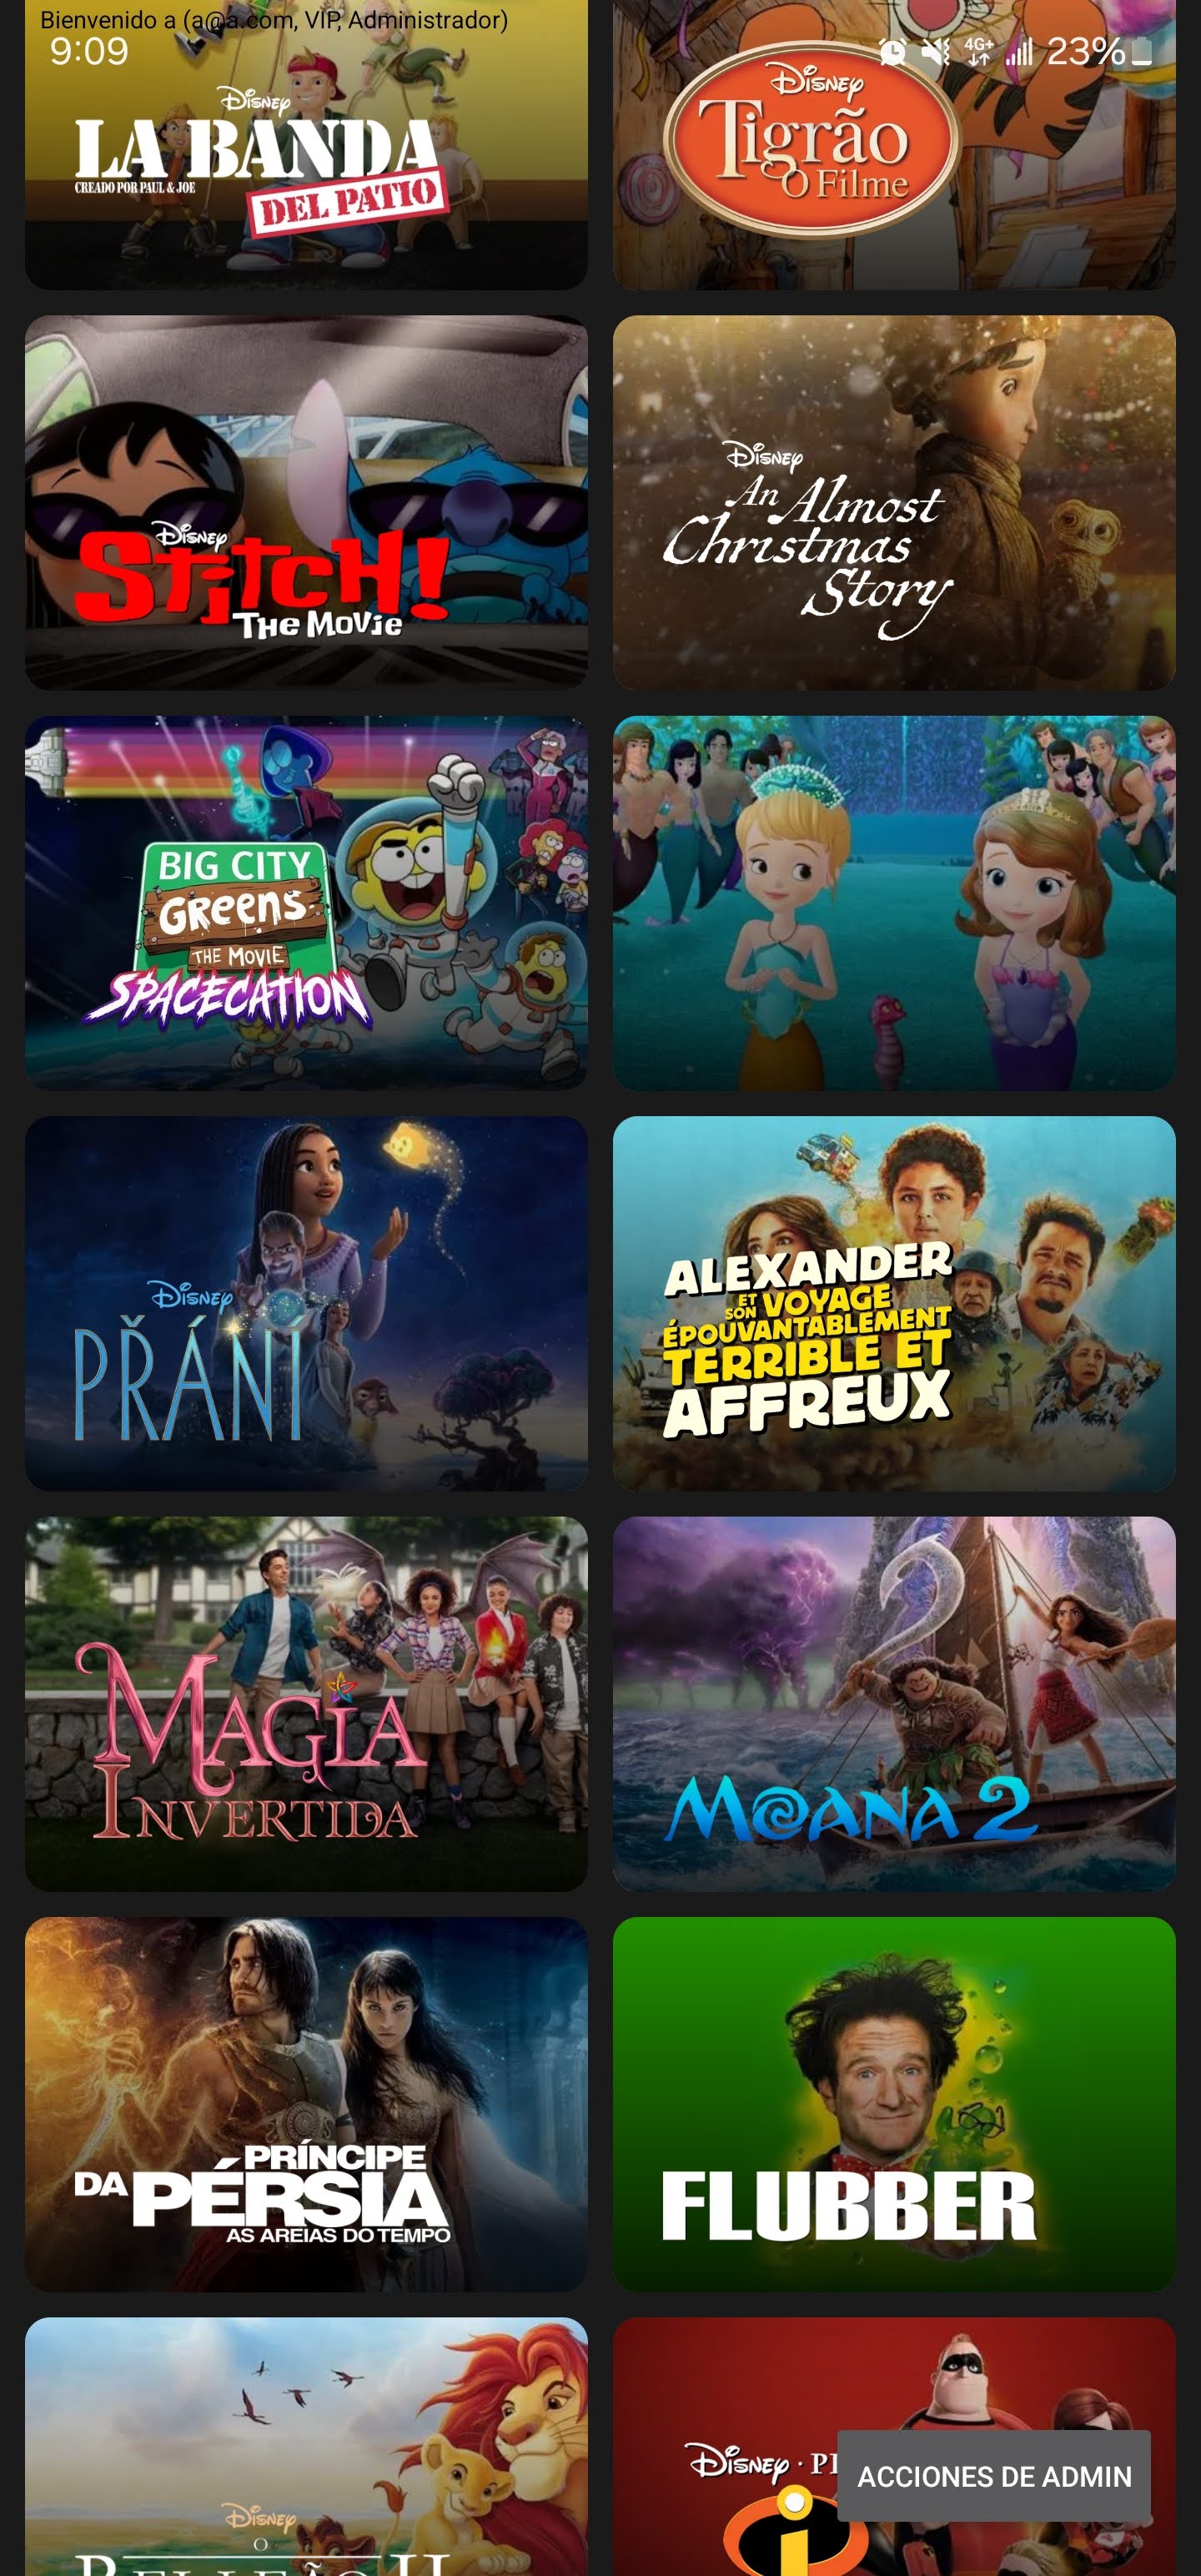 Bienvenido a (a@a.com, VIP, Administrador)
9:09
4G+
23%
Disney
LA BANDA
CREADO POR PAUL & JOE
DEL PATIO
Disney
Tigrão
O Filme
Disney
Stitch!
The Movie
Disney
An Almost
Christmas
Story
BIG CITY
GREENS
THE MOVIE
SPACECATION
Disney
PŘÁNÍ
ALEXANDER
ET
SON VOYAGE
ÉPOUVANTABLEMENT
TERRIBLE ET
AFFREUX
MAGIA
INVERTIDA
MOANA 2
PRÍNCIPE
DA PÉRSIA
AS AREIAS DO TEMPO
FLUBBER
Disney
O
Disney
ACCIONES DE ADMIN